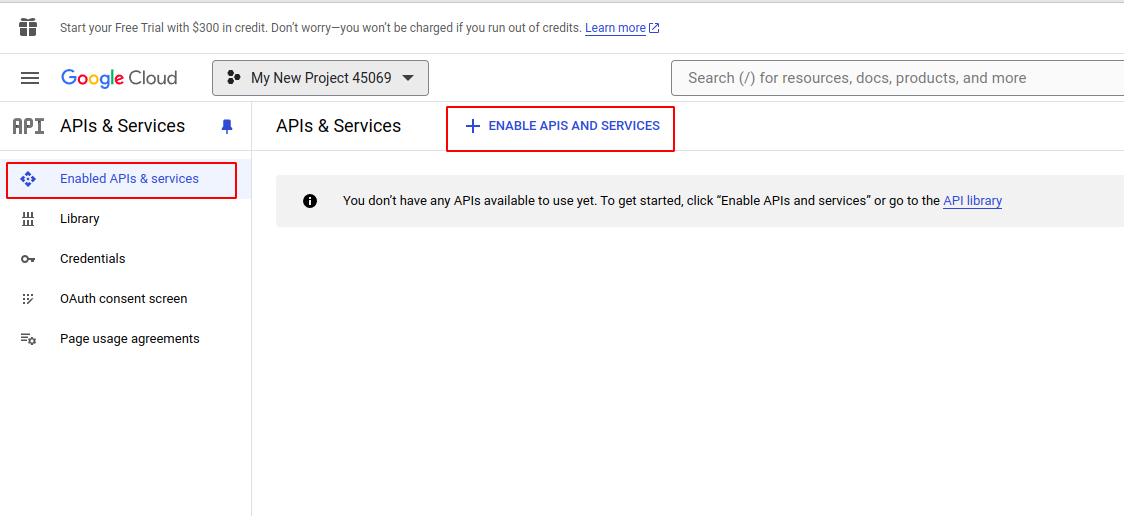 Start your Free Trial with $300 in credit. Don’t worry—you won’t be charged if you run out of credits. Learn more
Google Cloud
My New Project 45069
Search (/) for resources, docs, products, and more
API
APIs & Services
APIs & Services
ENABLE APIS AND SERVICES
Enabled APIs & services
You don’t have any APIs available to use yet. To get started, click “Enable APIs and services” or go to the API library
Library
Credentials
OAuth consent screen
Page usage agreements